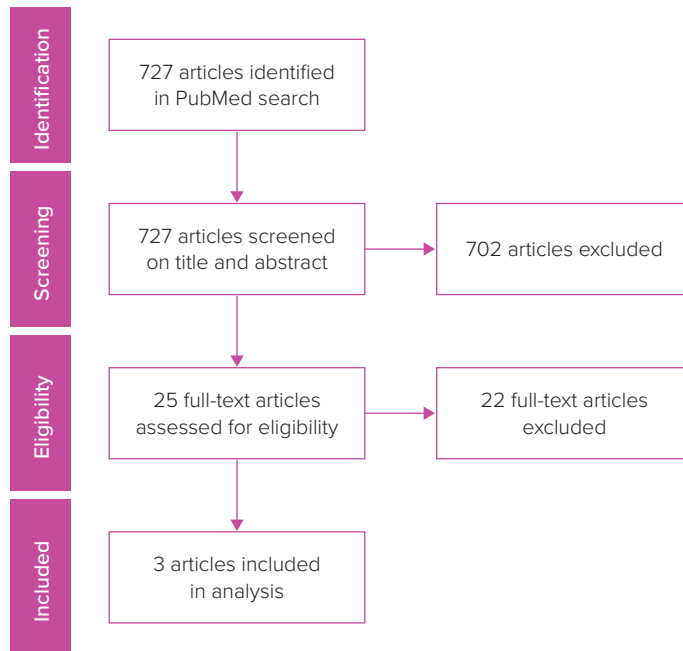 Identification
727 articles identified
in PubMed search
Screening
727 articles screened
on title and abstract
702 articles excluded
Eligibility
25 full-text articles
assessed for eligibility
22 full-text articles
excluded
Included
3 articles included
in analysis